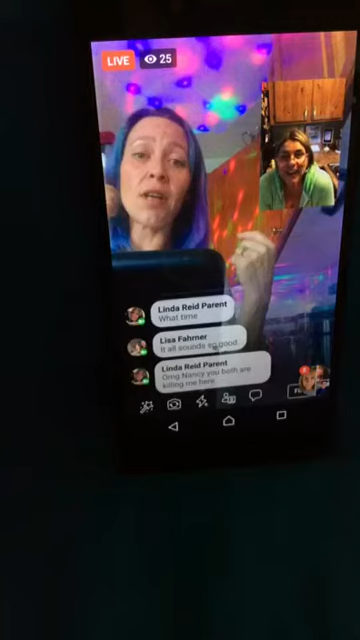 LIVE
25
Linda Reid Parent
What time
Lisa Fahrner
It all sounds so good
Linda Reid Parent
Omg Nancy you both are
killing me here